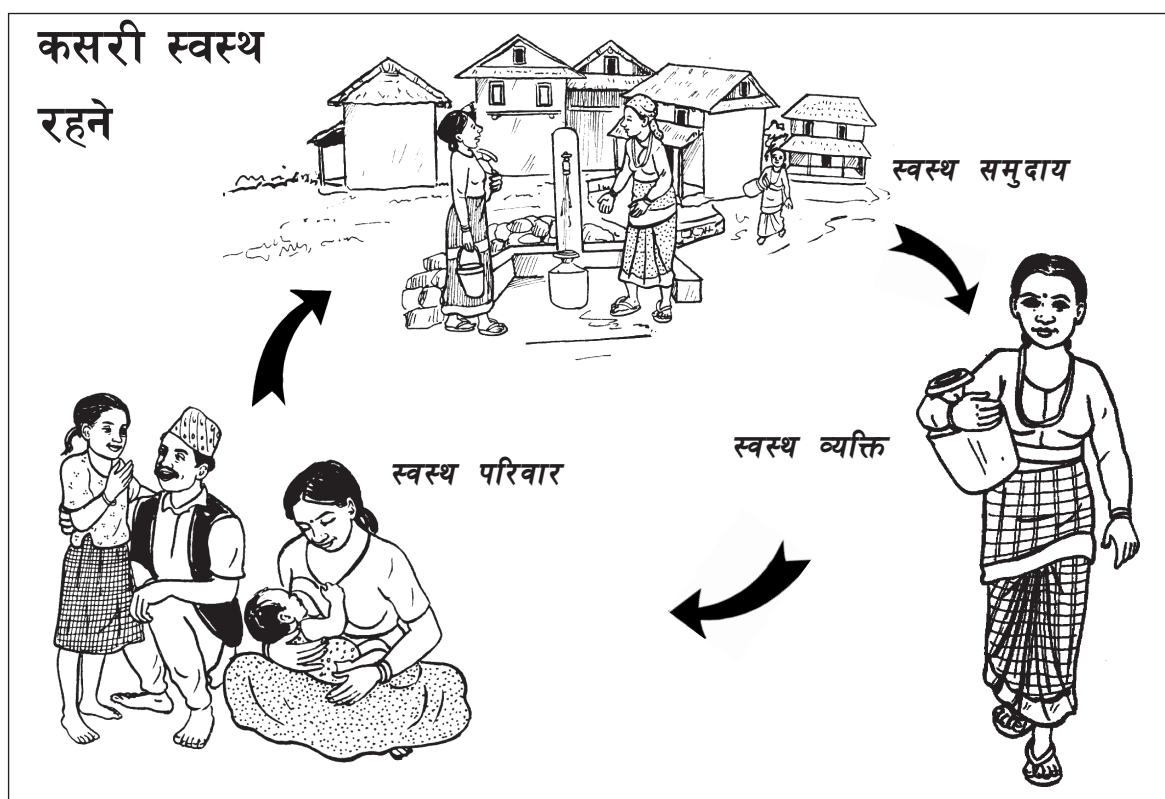 कसरी स्वस्थ
रहने
स्वस्थ समुदाय
स्वस्थ व्यक्ति
स्वस्थ परिवार